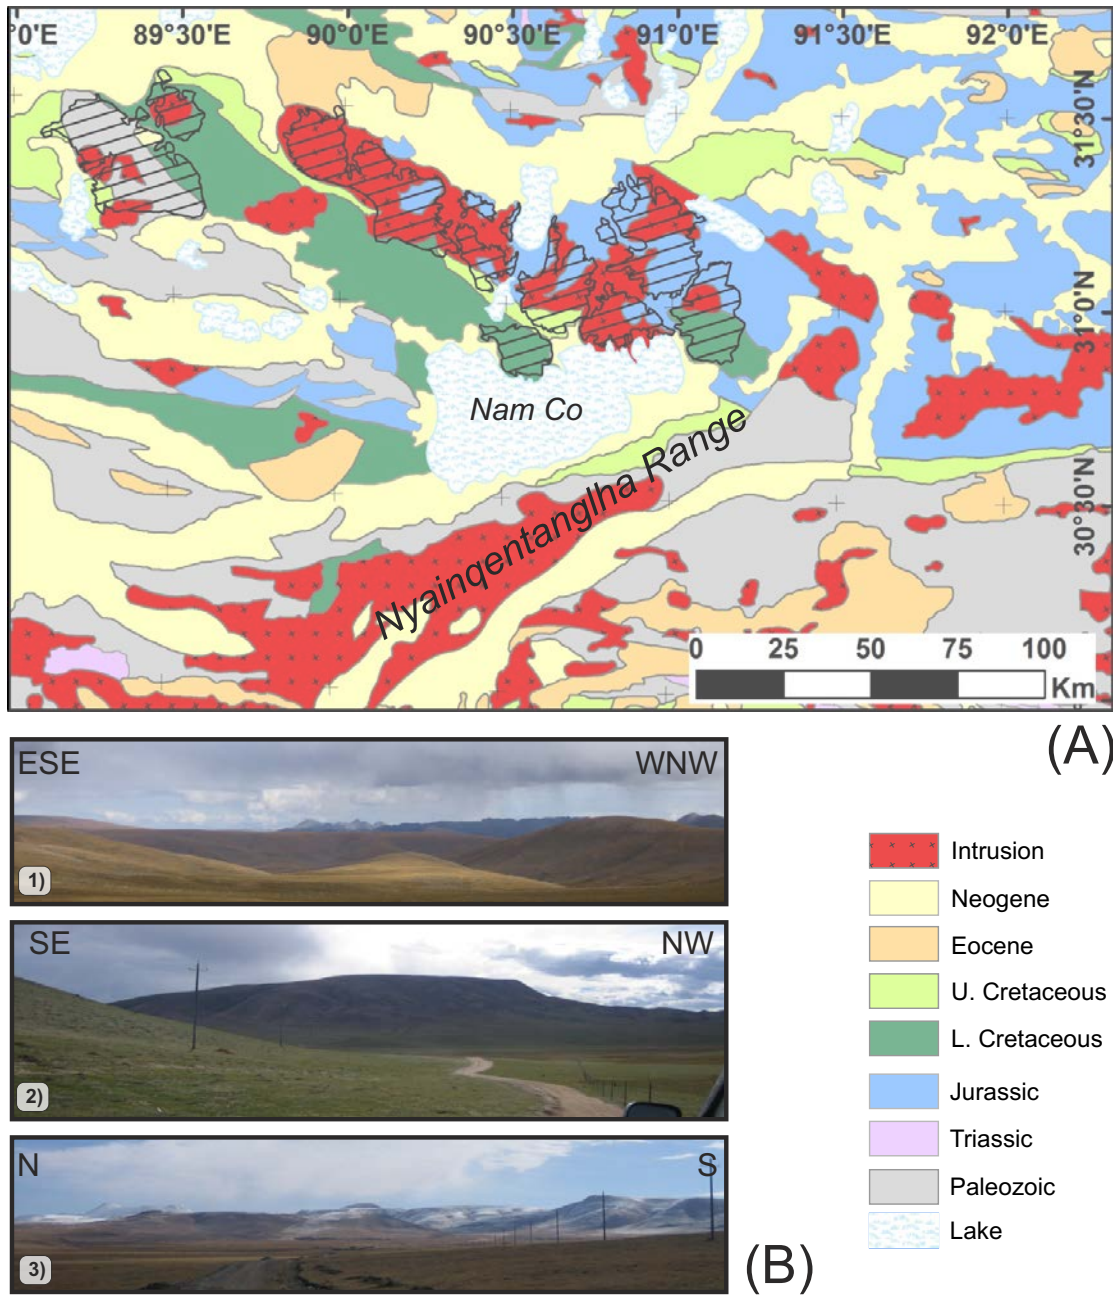 0°0'E 89°30'E 90°0'E 90°30'E 91°0'E 91°30'E 92°0'E
31°30'N
31°0'N
30°30'N
Nam Co
Nyainqentanglha Range
0 25 50 75 100
Km
(A)
ESE WNW
1)
SE NW
2)
N S
3)
(B)
Intrusion
Neogene
Eocene
U. Cretaceous
L. Cretaceous
Jurassic
Triassic
Paleozoic
Lake